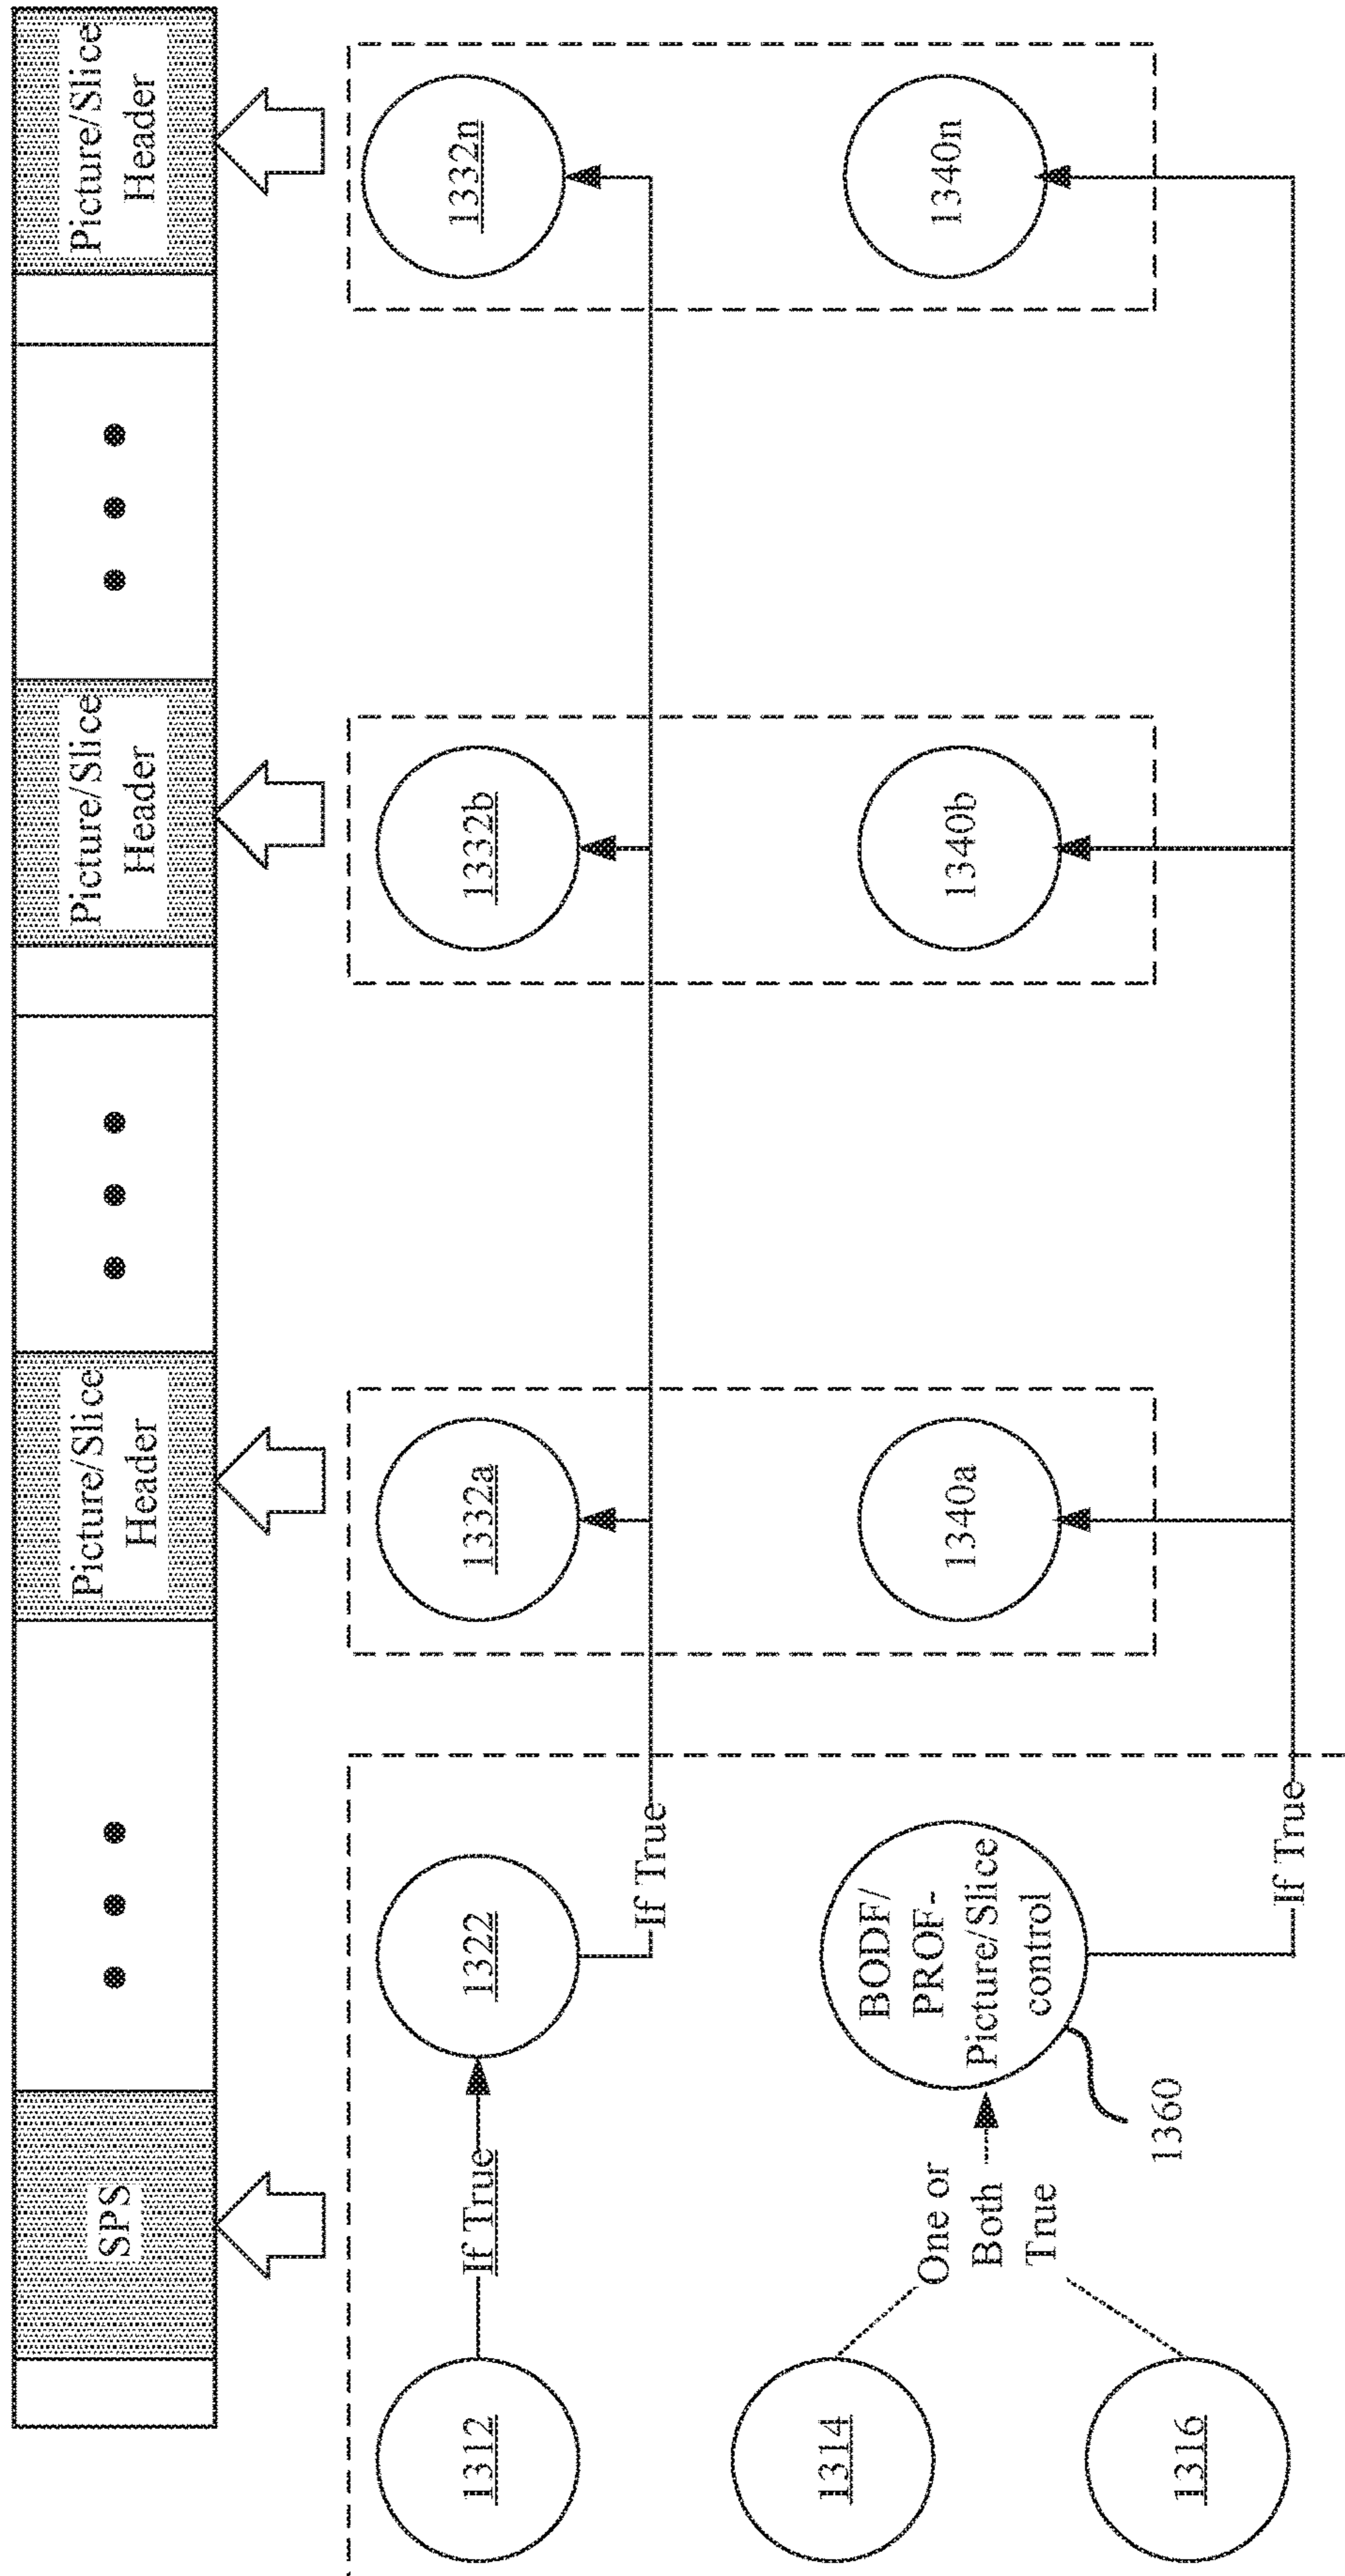 SPS
Picture/Slice
Header
Picture/Slice
Header
Picture/Slice
Header
1312
If True
1322
If True
1332a
1332b
1332n
1314
1316
One or
Both
True
BODF/
PROF-
Picture/Slice
control
1360
If True
1340a
1340b
1340n